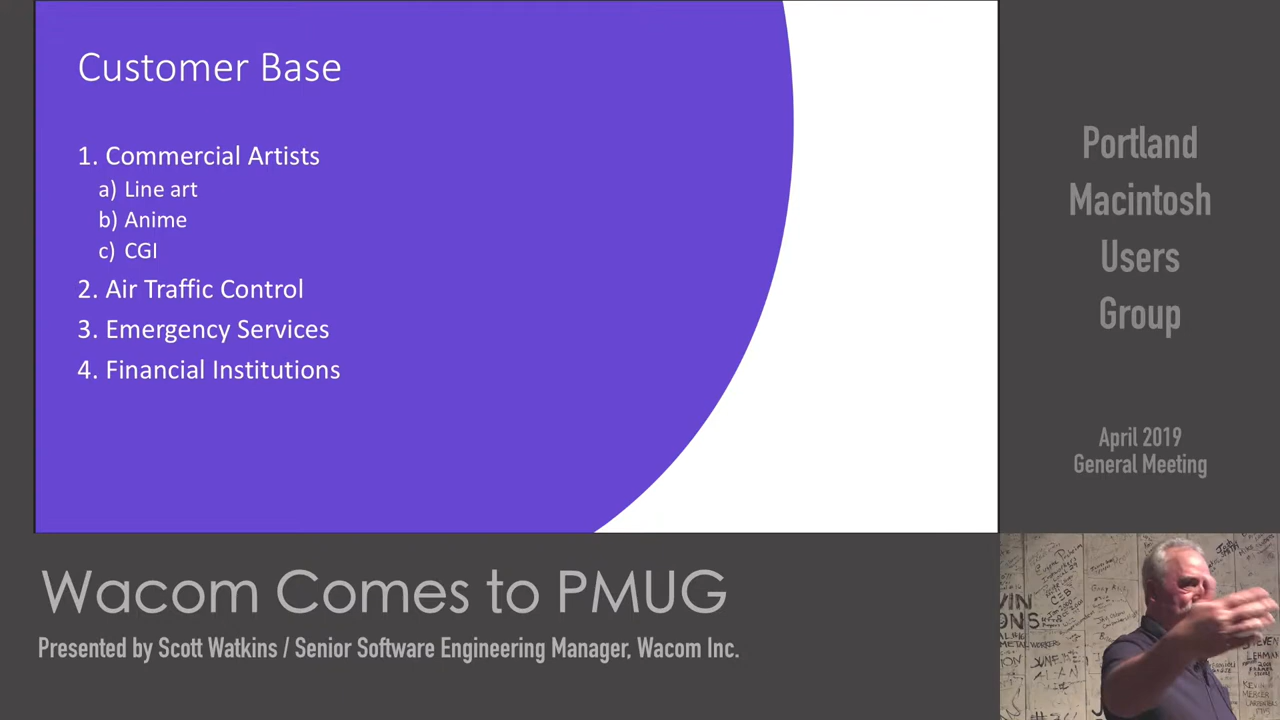 Customer Base
1. Commercial Artists
a) Line art
b) Anime
c) CGI
2. Air Traffic Control
3. Emergency Services
4. Financial Institutions
Portland
Macintosh
Users
Group
April 2019
General Meeting
Wacom Comes to PMUG
Presented by Scott Watkins / Senior Software Engineering Manager, Wacom Inc.